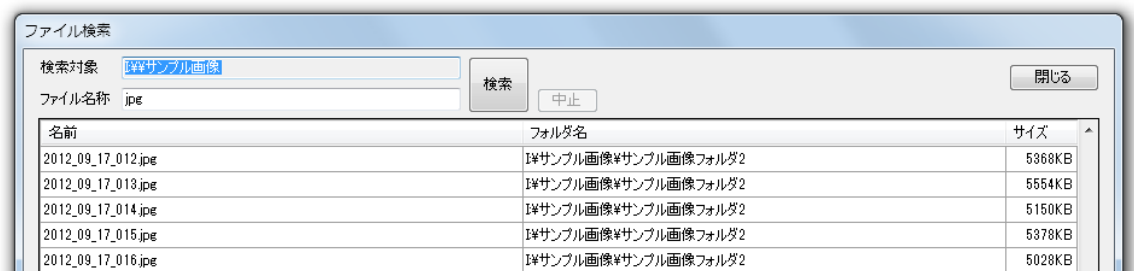 ファイル検索
検索対象 I¥¥サンプル画像 検索 閉じる
ファイル名称 jpg 中止
名前 フォルダ名 サイズ
2012_09_17_012.jpg I¥サンプル画像¥サンプル画像フォルダ2 5368KB
2012_09_17_013.jpg I¥サンプル画像¥サンプル画像フォルダ2 5554KB
2012_09_17_014.jpg I¥サンプル画像¥サンプル画像フォルダ2 5150KB
2012_09_17_015.jpg I¥サンプル画像¥サンプル画像フォルダ2 5378KB
2012_09_17_016.jpg I¥サンプル画像¥サンプル画像フォルダ2 5028KB